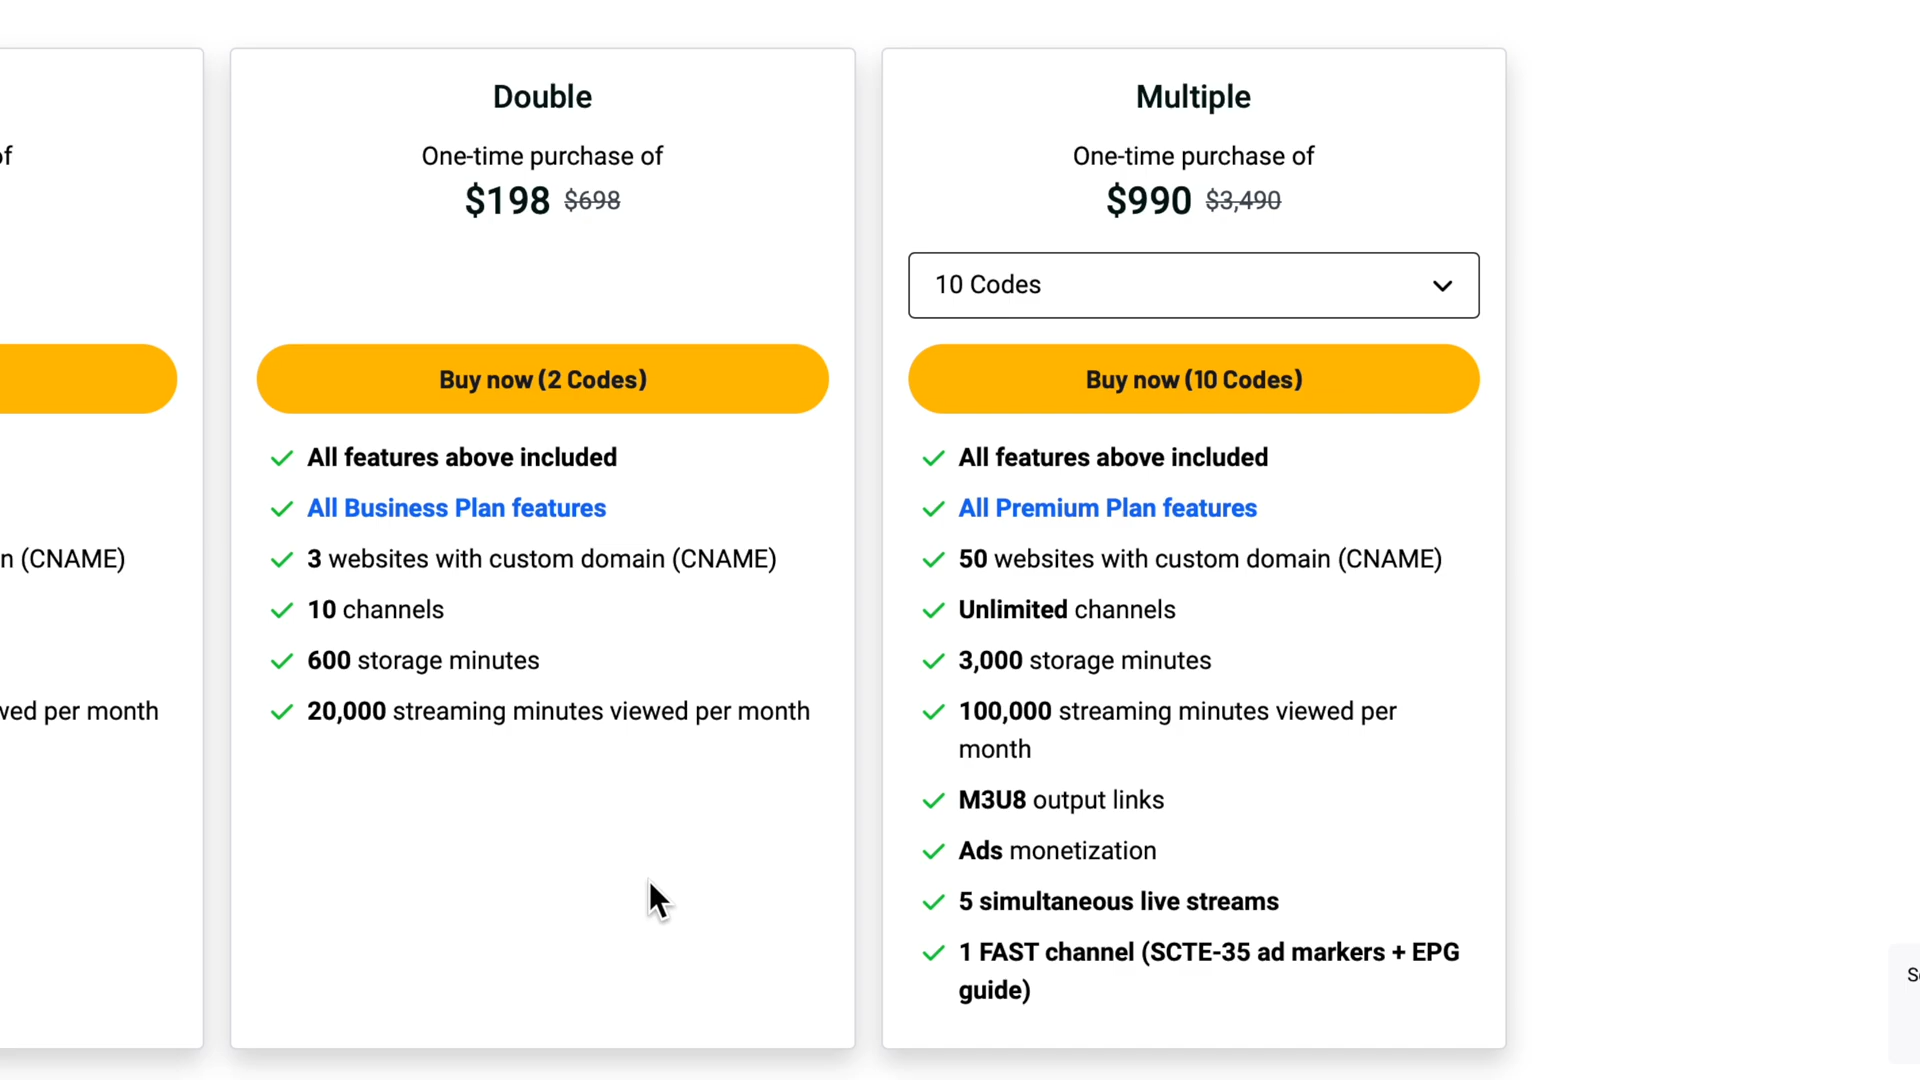 of
n (CNAME)
wed per month
Double
One-time purchase of
$198 $698
Buy now (2 Codes)
All features above included
All Business Plan features
3 websites with custom domain (CNAME)
10 channels
600 storage minutes
20,000 streaming minutes viewed per month
Multiple
One-time purchase of
$990 $3,490
10 Codes
Buy now (10 Codes)
All features above included
All Premium Plan features
50 websites with custom domain (CNAME)
Unlimited channels
3,000 storage minutes
100,000 streaming minutes viewed per
month
M3U8 output links
Ads monetization
5 simultaneous live streams
1 FAST channel (SCTE-35 ad markers + EPG
guide)